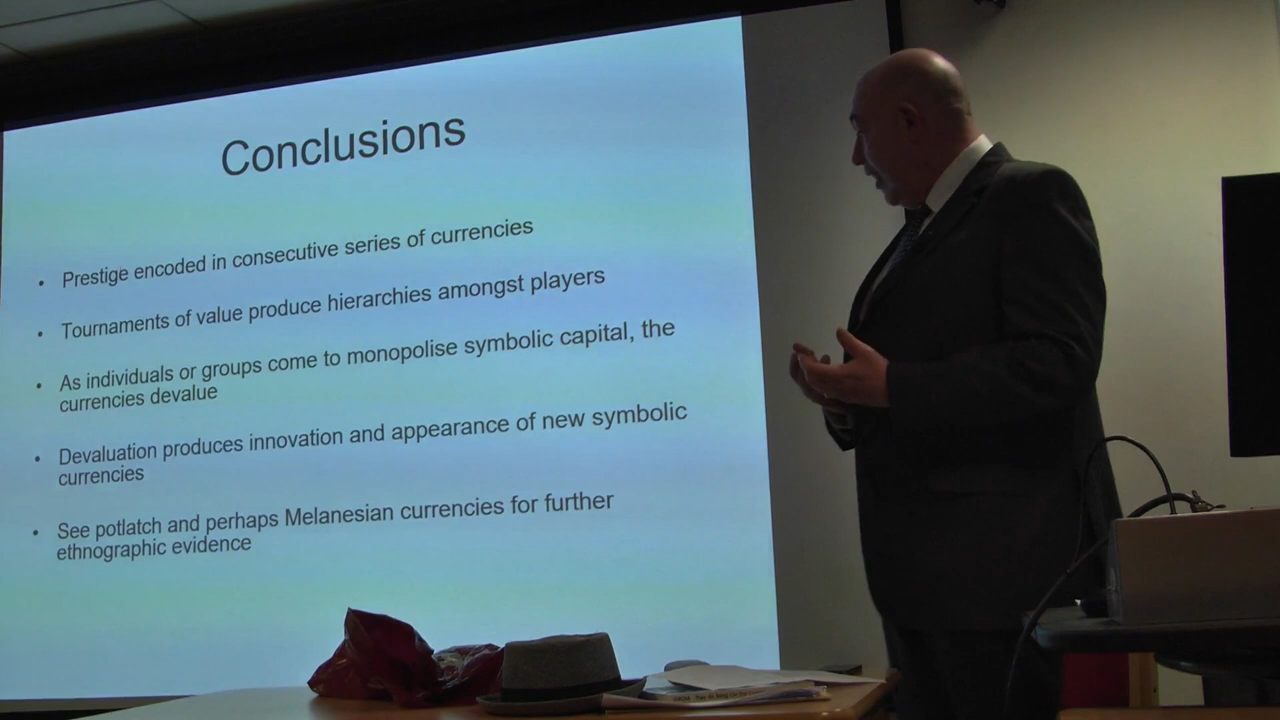 Conclusions
• Prestige encoded in consecutive series of currencies
• Tournaments of value produce hierarchies amongst players
• As individuals or groups come to monopolise symbolic capital, the
currencies devalue
• Devaluation produces innovation and appearance of new symbolic
currencies
• See potlatch and perhaps Melanesian currencies for further
ethnographic evidence